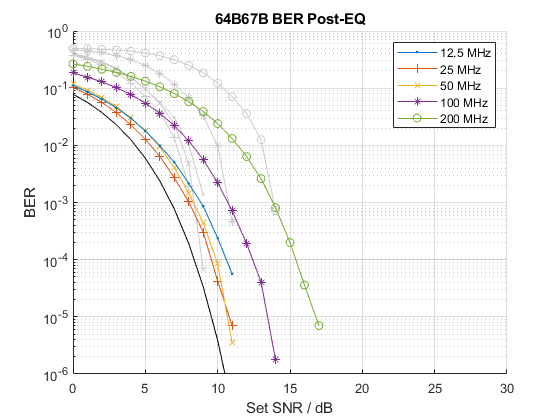 64B67B BER Post-EQ
10^0
10^-1
10^-2
10^-3
10^-4
10^-5
10^-6
BER
12.5 MHz
25 MHz
50 MHz
100 MHz
200 MHz
0 5 10 15 20 25 30
Set SNR / dB